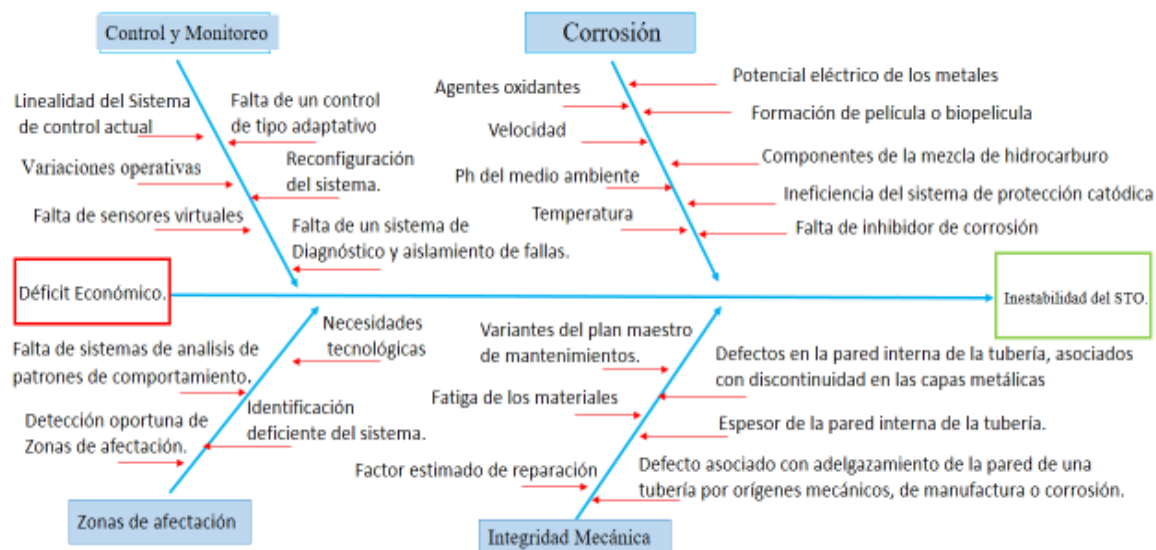 Control y Monitoreo
Corrosión
Linealidad del Sistema
de control actual
Falta de un control
de tipo adaptativo
Variaciones operativas
Reconfiguración
del sistema.
Falta de sensores virtuales
Falta de un sistema de
Diagnóstico y aislamiento de fallas.
Agentes oxidantes
Potencial eléctrico de los metales
Formación de película o biopelicula
Velocidad
Componentes de la mezcla de hidrocarburo
Ph del medio ambiente
Ineficiencia del sistema de protección catódica
Temperatura
Falta de inhibidor de corrosión
Déficit Económico.
Inestabilidad del STO.
Necesidades
tecnológicas
Falta de sistemas de analisis de
patrones de comportamiento.
Identificación
deficiente del sistema.
Detección oportuna de
Zonas de afectación.
Variantes del plan maestro
de mantenimientos.
Defectos en la pared interna de la tubería, asociados
con discontinuidad en las capas metálicas
Fatiga de los materiales
Espesor de la pared interna de la tubería.
Factor estimado de reparación
Defecto asociado con adelgazamiento de la pared de una
tubería por orígenes mecánicos, de manufactura o corrosión.
Zonas de afectación
Integridad Mecánica